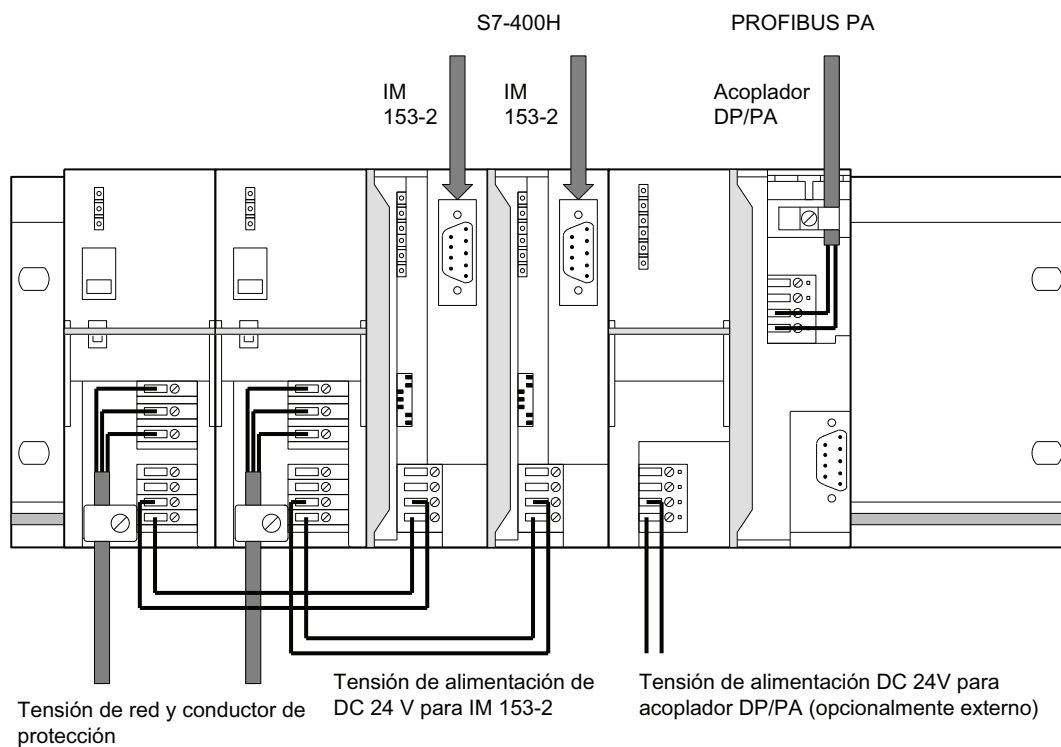 S7-400H
PROFIBUS PA
IM
153-2
IM
153-2
Acoplador
DP/PA
Tensión de red y conductor de
protección
Tensión de alimentación de
DC 24 V para IM 153-2
Tensión de alimentación DC 24V para
acoplador DP/PA (opcionalmente externo)